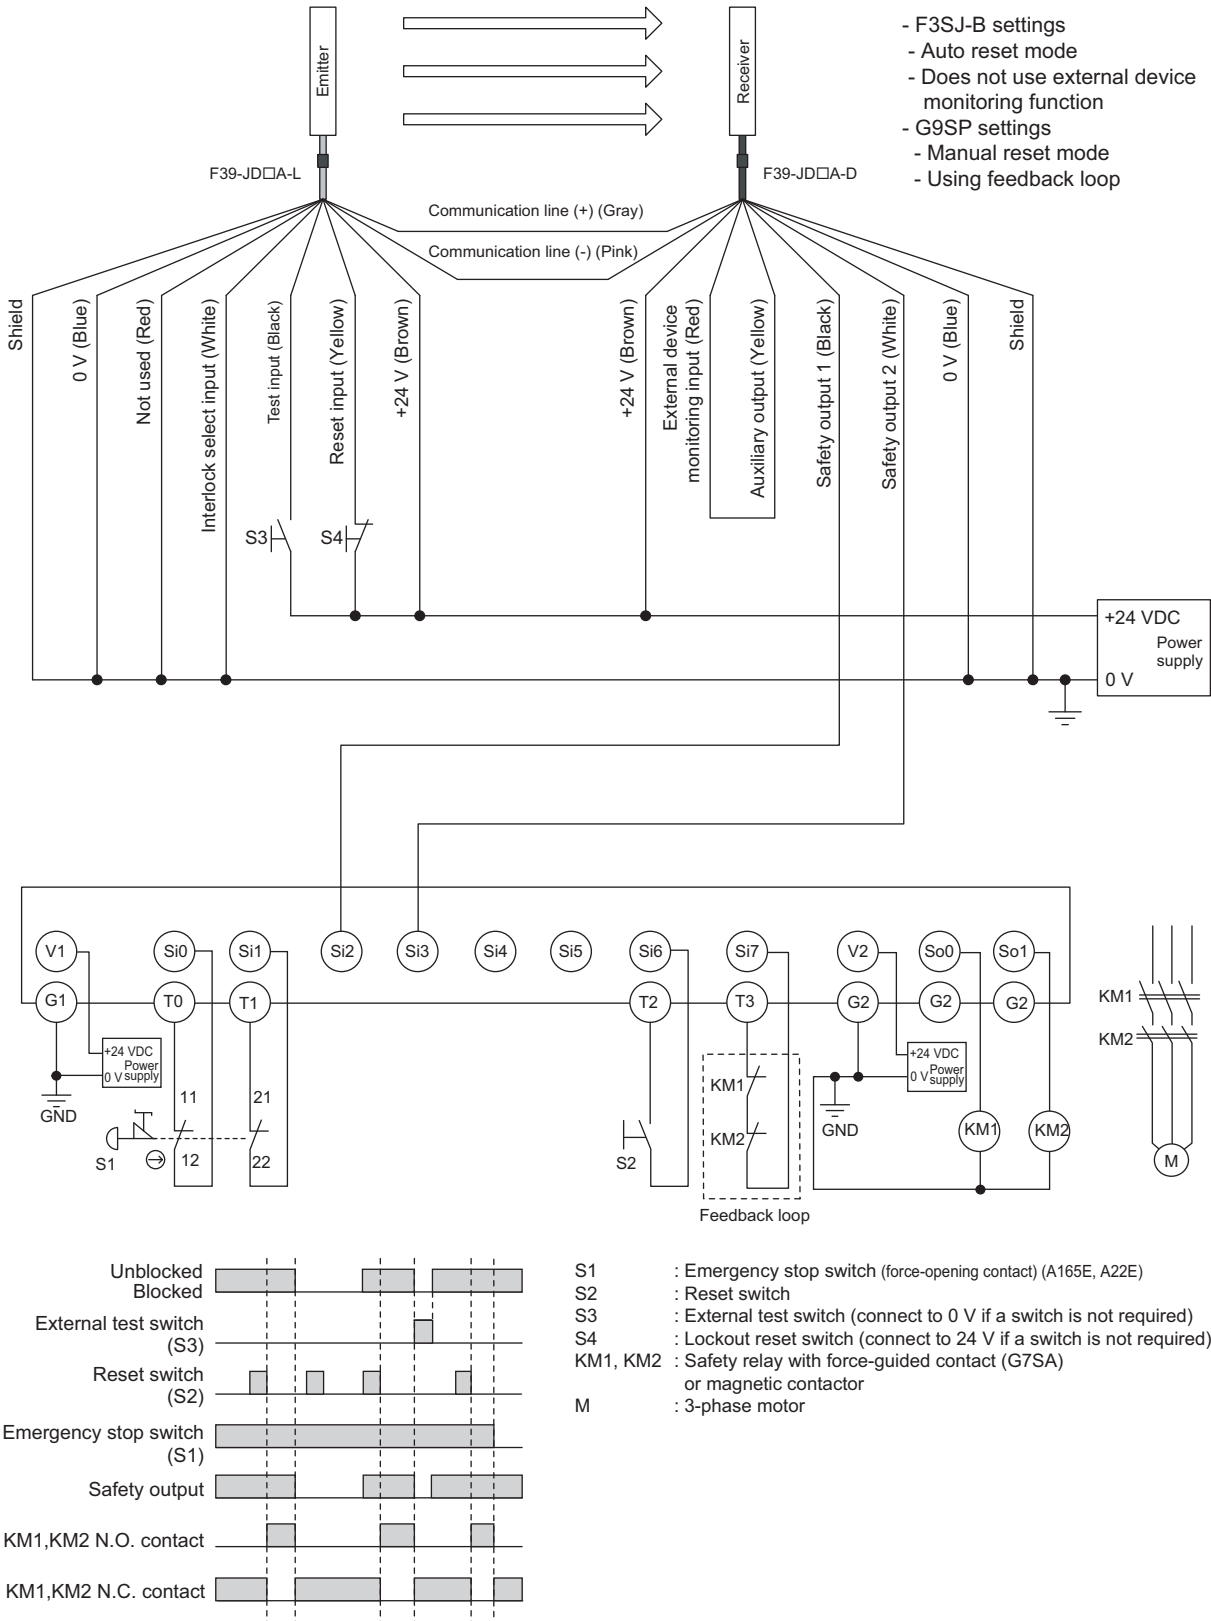 - F3SJ-B settings
- Auto reset mode
- Does not use external device
monitoring function
- G9SP settings
- Manual reset mode
- Using feedback loop
Emitter
Receiver
F39-JD□A-L
F39-JD□A-D
Communication line (+) (Gray)
Communication line (-) (Pink)
Shield
0 V (Blue)
Not used (Red)
Interlock select input (White)
Test input (Black)
Reset input (Yellow)
+24 V (Brown)
+24 V (Brown)
External device
monitoring input (Red)
Auxiliary output (Yellow)
Safety output 1 (Black)
Safety output 2 (White)
0 V (Blue)
Shield
S3
S4
+24 VDC
Power
supply
0 V
V1
Si0
Si1
Si2
Si3
Si4
Si5
Si6
Si7
V2
So0
So1
G1
T0
T1
T2
T3
G2
G2
G2
KM1
KM2
M
+24 VDC
Power
supply
0 V
GND
11
21
S1
12
22
S2
KM1
KM2
Feedback loop
+24 VDC
Power
supply
0 V
GND
KM1
KM2
Unblocked
Blocked
External test switch
(S3)
Reset switch
(S2)
Emergency stop switch
(S1)
Safety output
KM1,KM2 N.O. contact
KM1,KM2 N.C. contact
S1 : Emergency stop switch (force-opening contact) (A165E, A22E)
S2 : Reset switch
S3 : External test switch (connect to 0 V if a switch is not required)
S4 : Lockout reset switch (connect to 24 V if a switch is not required)
KM1, KM2 : Safety relay with force-guided contact (G7SA)
or magnetic contactor
M : 3-phase motor